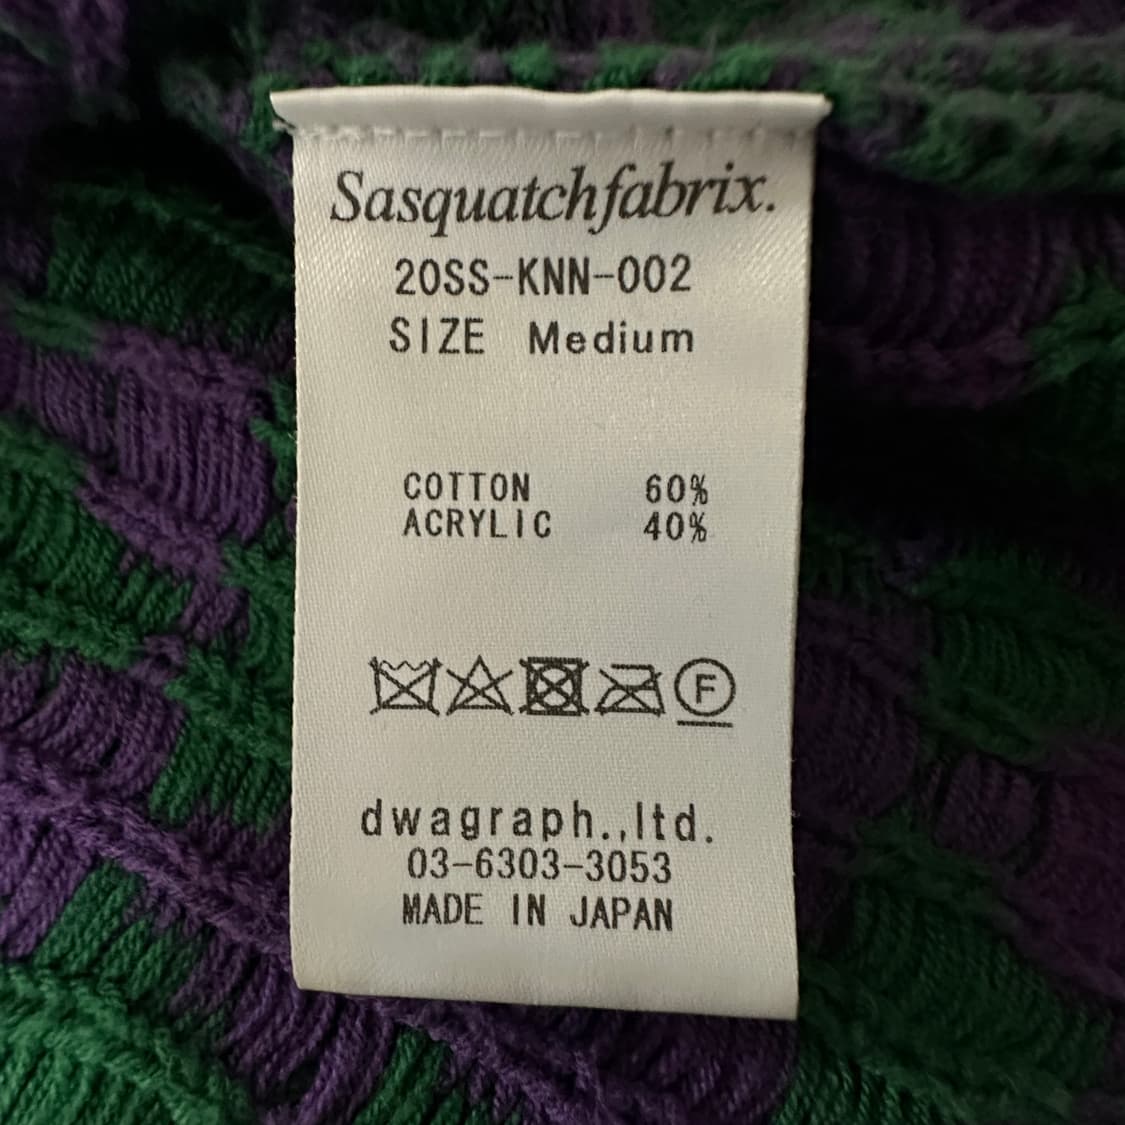 Sasquatchfabrix.
20SS-KNN-002
SIZE Medium
COTTON 60%
ACRYLIC 40%
F
dwagraph.,ltd.
03-6303-3053
MADE IN JAPAN